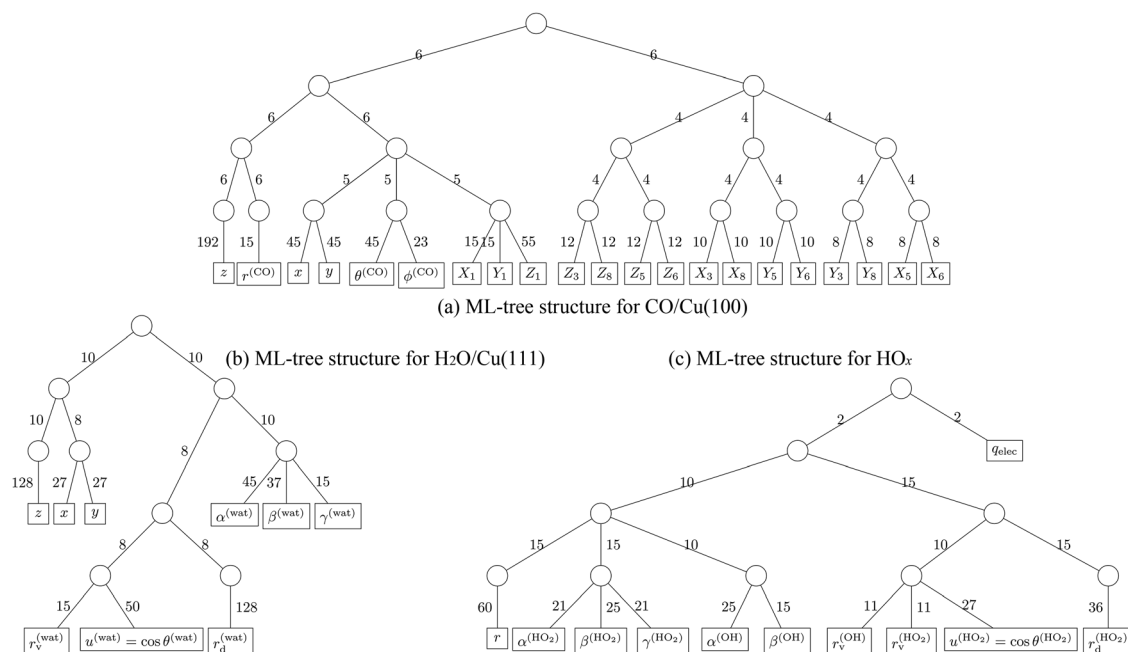 6 6
6 6 4 4 4
6 6 5 5 5 4 4 4 4 4 4
192 15 45 45 45 23 15 15 55 12 12 12 12 10 10 10 10 8 8 8 8
z r^(CO) x y θ^(CO) ϕ^(CO) X₁ Y₁ Z₁ Z₃ Z₈ Z₅ Z₆ X₃ X₈ Y₅ Y₆ Y₃ Y₈ X₅ X₆
(a) ML-tree structure for CO/Cu(100)
(b) ML-tree structure for H₂O/Cu(111)
10 10
10 8 8 10
128 27 27 45 37 15
z x y α^(wat) β^(wat) γ^(wat)
8 8
15 50 128
r_v^(wat) u^(wat) = cos θ^(wat) r_d^(wat)
(c) ML-tree structure for HOₓ
2 2
q_elec
10 15
15 15 10 10 15
60 21 25 21 25 15 11 11 27 36
r α^(HO₂) β^(HO₂) γ^(HO₂) α^(OH) β^(OH) r_v^(OH) r_v^(HO₂) u^(HO₂) = cos θ^(HO₂) r_d^(HO₂)